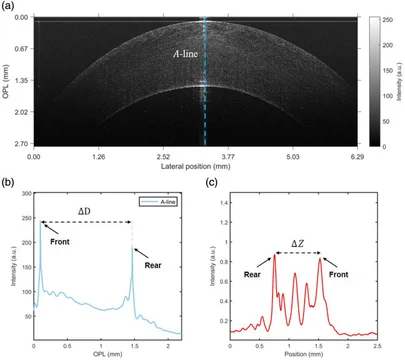 (a)
0.00
0.67
1.35
2.02
2.70
OPL (mm)
A-line
0.00 1.26 2.52 3.77 5.03 6.29
Lateral position (mm)
250
200
150
100
50
0
Intensity (a.u.)
(b)
300
250
200
150
100
50
Intensity (a.u.)
A-line
ΔD
Front
Rear
0 0.5 1 1.5 2
OPL (mm)
(c)
1.4
1.2
1
0.8
0.6
0.4
0.2
Intensity (a.u.)
ΔZ
Rear
Front
0 0.5 1 1.5 2 2.5
Position (mm)